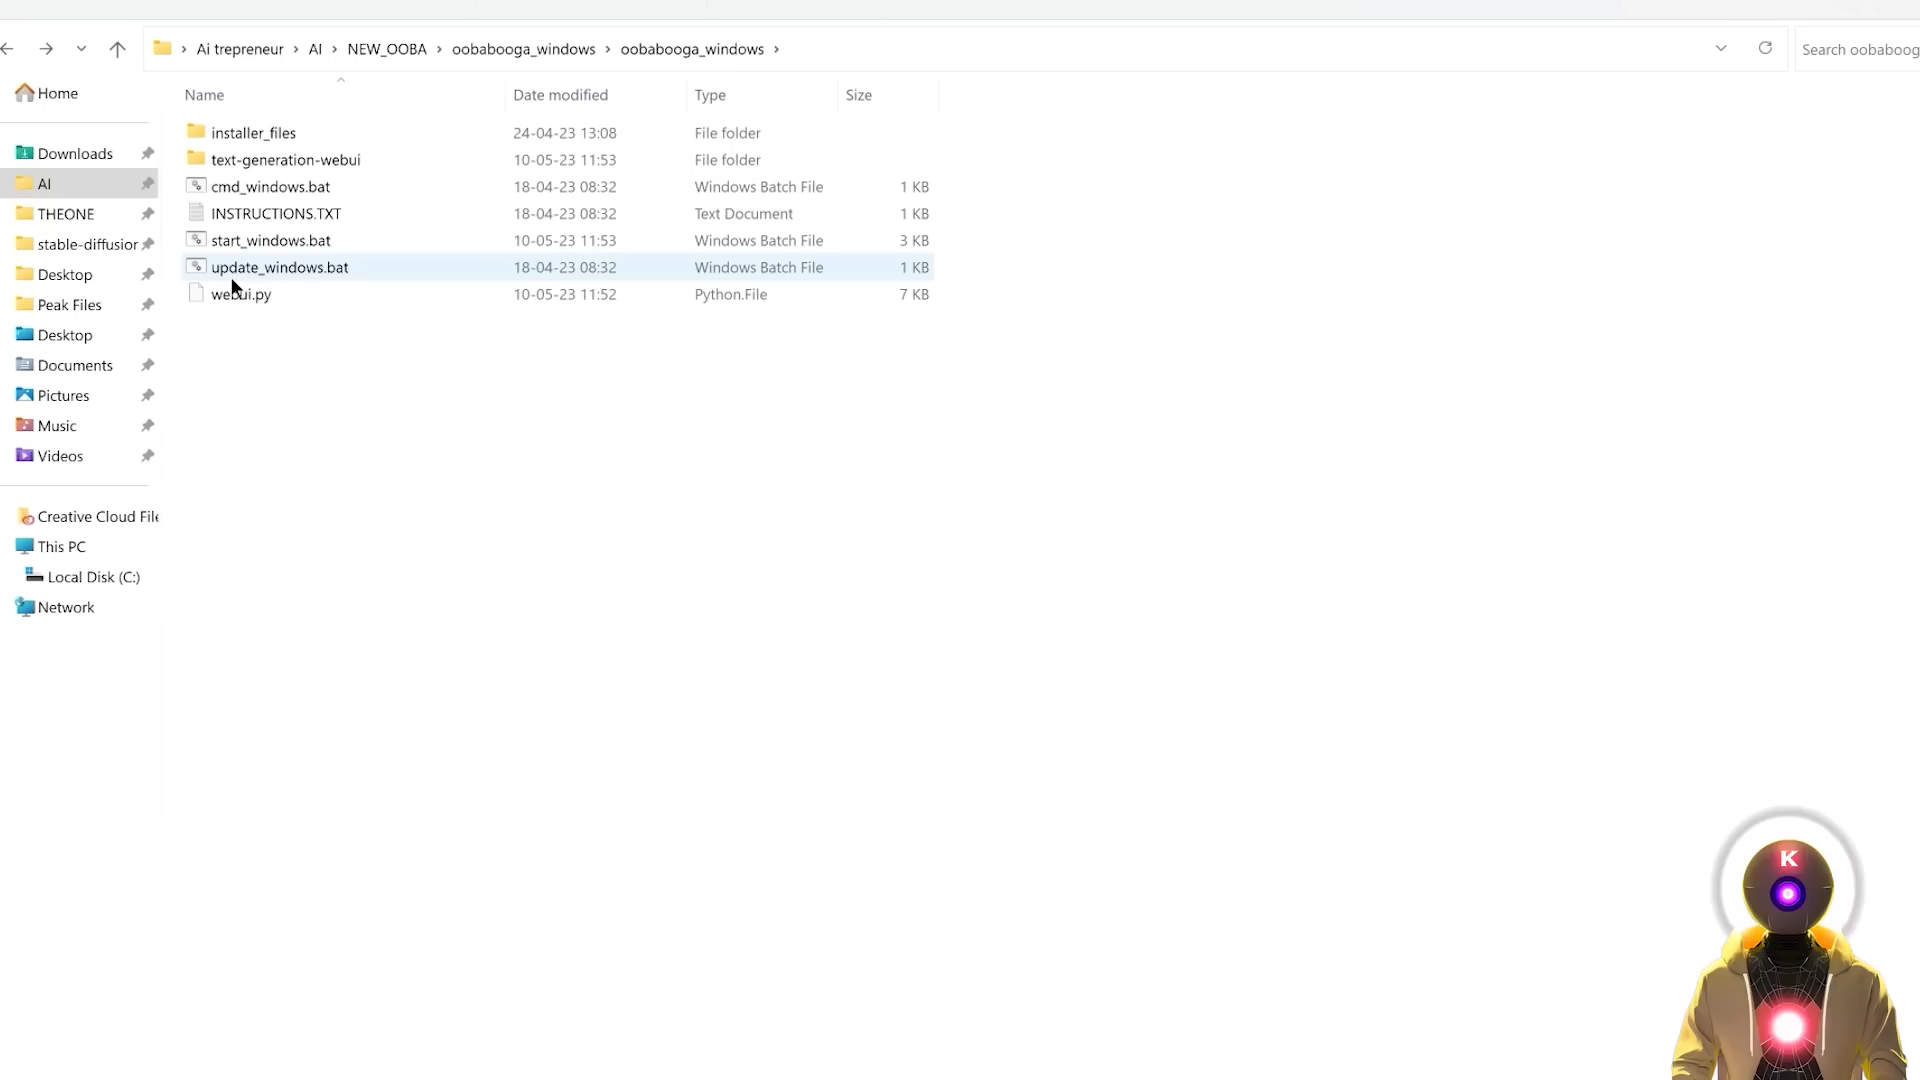 Ai trepreneur > AI > NEW_OOBA > oobabooga_windows > oobabooga_windows >
Search oobaboog
Home
Downloads
AI
THEONE
stable-diffusior
Desktop
Peak Files
Desktop
Documents
Pictures
Music
Videos
Creative Cloud File
This PC
Local Disk (C:)
Network
Name Date modified Type Size
installer_files 24-04-23 13:08 File folder
text-generation-webui 10-05-23 11:53 File folder
cmd_windows.bat 18-04-23 08:32 Windows Batch File 1 KB
INSTRUCTIONS.TXT 18-04-23 08:32 Text Document 1 KB
start_windows.bat 10-05-23 11:53 Windows Batch File 3 KB
update_windows.bat 18-04-23 08:32 Windows Batch File 1 KB
webui.py 10-05-23 11:52 Python.File 7 KB
K